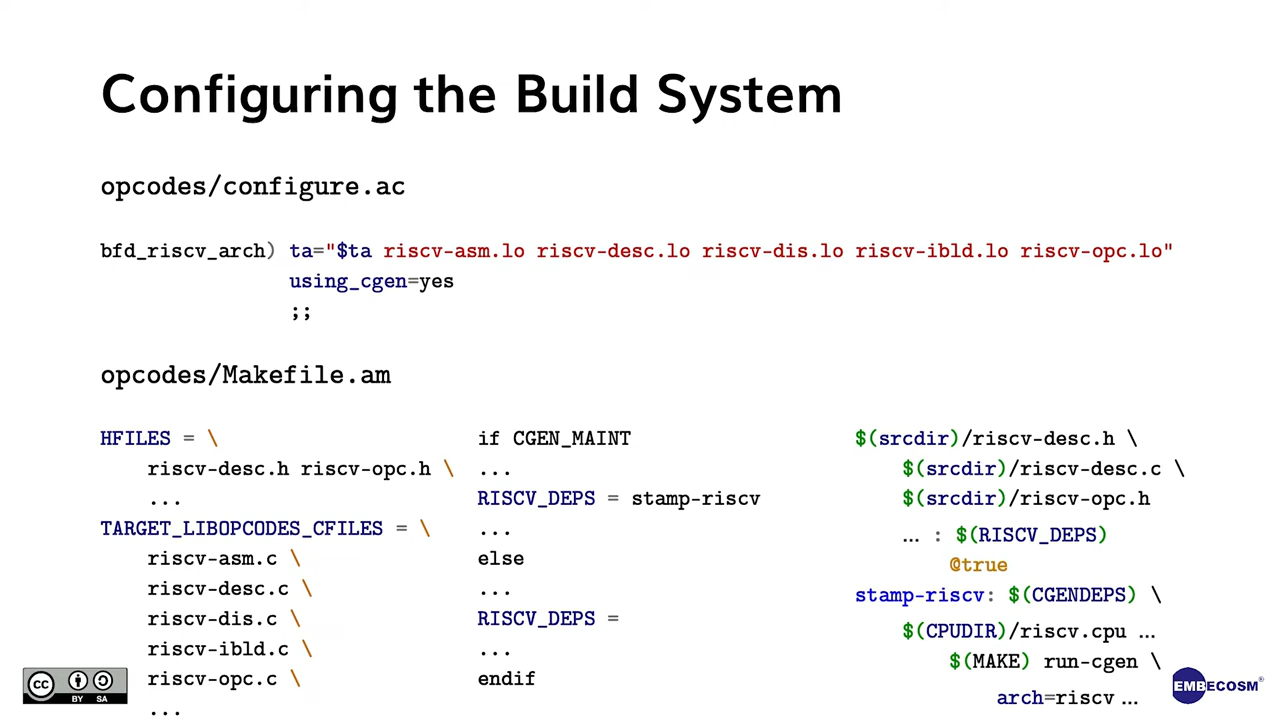 Configuring the Build System
opcodes/configure.ac
bfd_riscv_arch) ta="$ta riscv-asm.lo riscv-desc.lo riscv-dis.lo riscv-ibld.lo riscv-opc.lo"
using_cgen=yes
;;
opcodes/Makefile.am
HFILES = \
riscv-desc.h riscv-opc.h \
...
TARGET_LIBOPCODES_CFILES = \
riscv-asm.c \
riscv-desc.c \
riscv-dis.c \
riscv-ibld.c \
riscv-opc.c \
...
if CGEN_MAINT
...
RISCV_DEPS = stamp-riscv
...
else
...
RISCV_DEPS =
...
endif
$(srcdir)/riscv-desc.h \
$(srcdir)/riscv-desc.c \
$(srcdir)/riscv-opc.h
... : $(RISCV_DEPS)
@true
stamp-riscv: $(CGENDEPS) \
$(CPUDIR)/riscv.cpu ...
$(MAKE) run-cgen \
arch=riscv ...
cc BY SA
EMBECOSM®